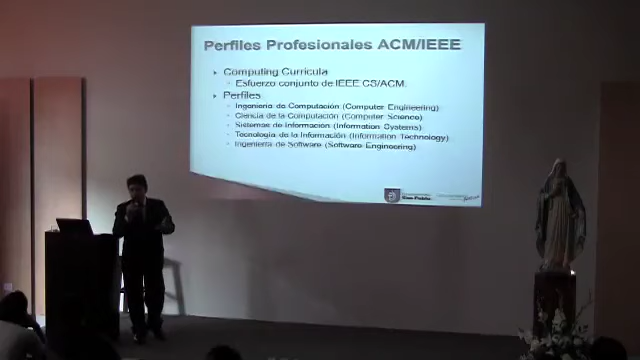 Perfiles Profesionales ACM/IEEE
Computing Curricula
Esfuerzo conjunto de IEEE CS/ACM.
Perfiles
Ingeniería de Computación (Computer Engineering)
Ciencia de la Computación (Computer Science)
Sistemas de Información (Information Systems)
Tecnología de la Información (Information Technology)
Ingeniería de Software (Software Engineering)
San Pablo